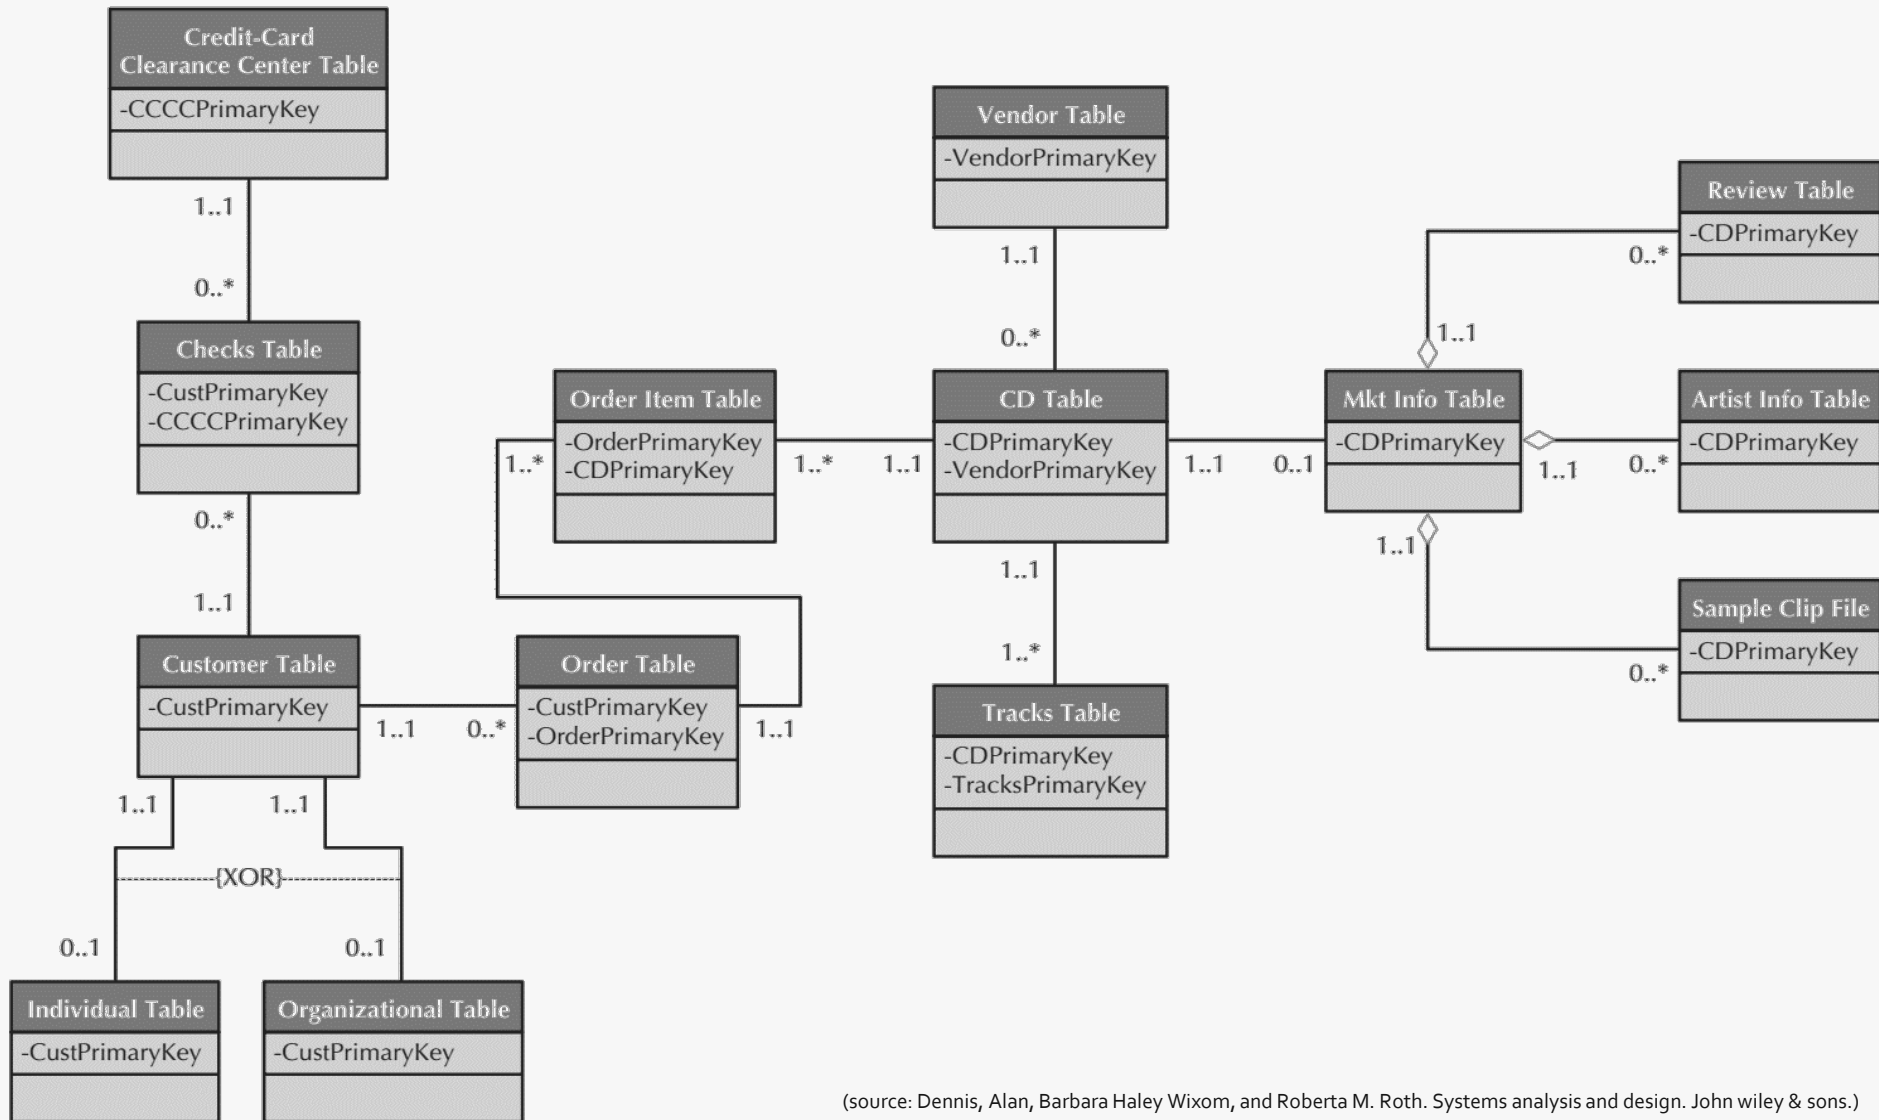 Credit-Card
Clearance Center Table
-CCCCPrimaryKey
1..1
0..*
Checks Table
-CustPrimaryKey
-CCCCPrimaryKey
0..*
1..1
Customer Table
-CustPrimaryKey
1..1
0..*
1..1
1..1
{XOR}
0..1
0..1
Individual Table
-CustPrimaryKey
Organizational Table
-CustPrimaryKey
Order Table
-CustPrimaryKey
-OrderPrimaryKey
1..1
1..*
Order Item Table
-OrderPrimaryKey
-CDPrimaryKey
1..*
1..1
Vendor Table
-VendorPrimaryKey
1..1
0..*
CD Table
-CDPrimaryKey
-VendorPrimaryKey
1..1
0..1
1..1
1..*
Tracks Table
-CDPrimaryKey
-TracksPrimaryKey
Mkt Info Table
-CDPrimaryKey
1..1
0..*
Review Table
-CDPrimaryKey
1..1
0..*
Artist Info Table
-CDPrimaryKey
1..1
0..*
Sample Clip File
-CDPrimaryKey
(source: Dennis, Alan, Barbara Haley Wixom, and Roberta M. Roth. Systems analysis and design. John wiley & sons.)